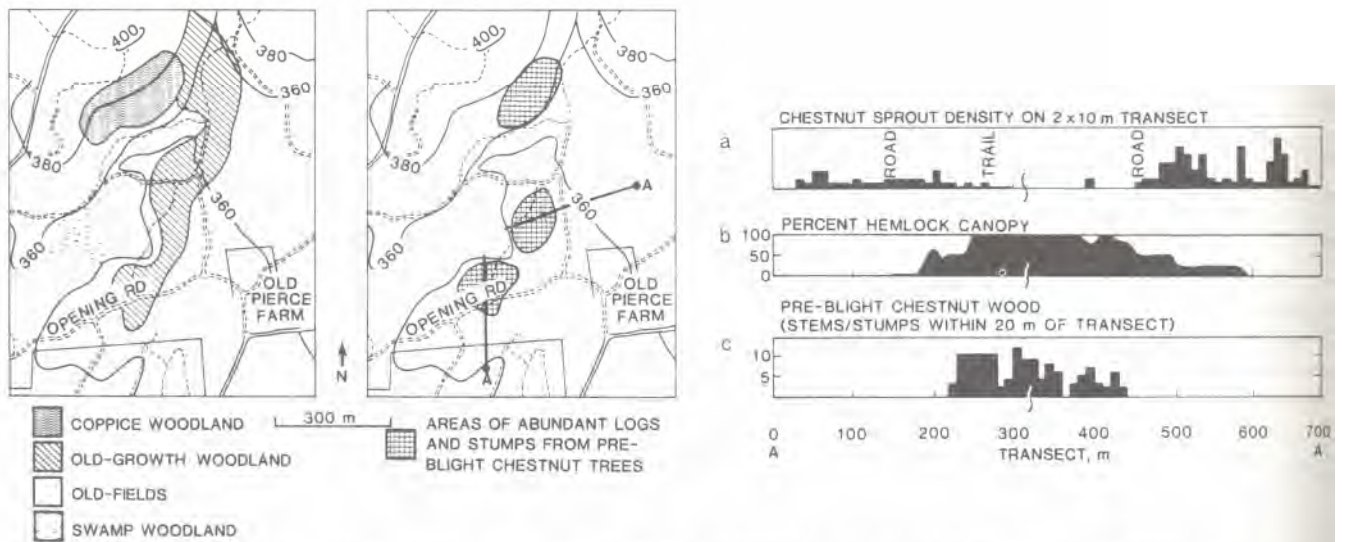 400
380
360
380
360
360
OPENING RD
OLD
PIERCE
FARM
400
380
360
380
360
360
A
OPENING RD
OLD
PIERCE
FARM
A
N
300 m
COPPICE WOODLAND
OLD-GROWTH WOODLAND
OLD-FIELDS
SWAMP WOODLAND
AREAS OF ABUNDANT LOGS
AND STUMPS FROM PRE-
BLIGHT CHESTNUT TREES
CHESTNUT SPROUT DENSITY ON 2 x 10 m TRANSECT
a
ROAD
TRAIL
ROAD
PERCENT HEMLOCK CANOPY
b
100
50
0
PRE-BLIGHT CHESTNUT WOOD
(STEMS/STUMPS WITHIN 20 m OF TRANSECT)
c
10
5
0 100 200 300 400 500 600 700
A TRANSECT, m A